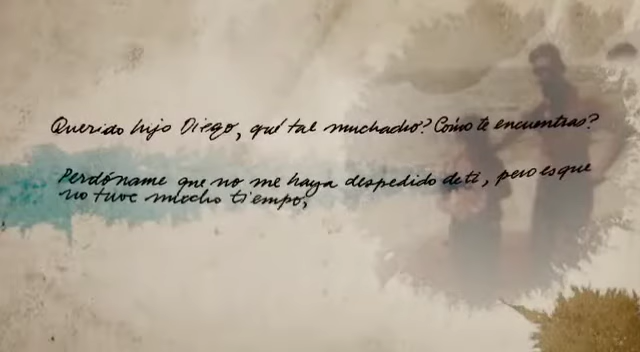 Querido hijo Diego, qué tal muchacho? Cómo te encuentras?
Perdóname que no me haya despedido de ti, pero es que
no tuve mucho tiempo,